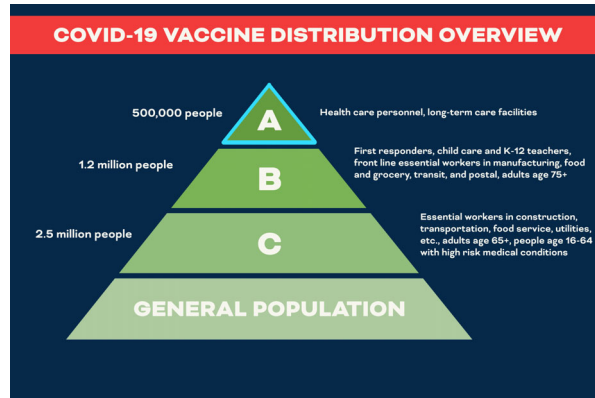 COVID-19 VACCINE DISTRIBUTION OVERVIEW
500,000 people
A
Health care personnel, long-term care facilities
1.2 million people
B
First responders, child care and K-12 teachers,
front line essential workers in manufacturing, food
and grocery, transit, and postal, adults age 75+
2.5 million people
C
Essential workers in construction,
transportation, food service, utilities,
etc., adults age 65+, people age 16-64
with high risk medical conditions
GENERAL POPULATION